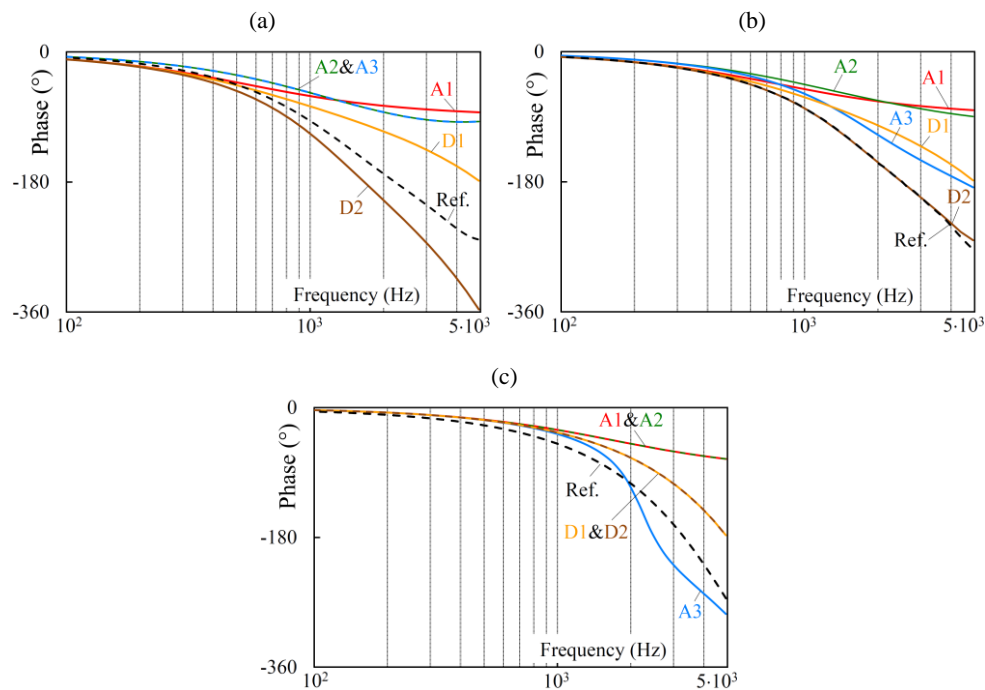 (a)
Phase (°)
0
-180
-360
A2&A3
A1
D1
Ref.
D2
Frequency (Hz)
10²
10³
5·10³
(b)
Phase (°)
0
-180
-360
A2
A1
A3
D1
D2
Ref.
Frequency (Hz)
10²
10³
5·10³
(c)
Phase (°)
0
-180
-360
A1&A2
Ref.
D1&D2
A3
Frequency (Hz)
10²
10³
5·10³